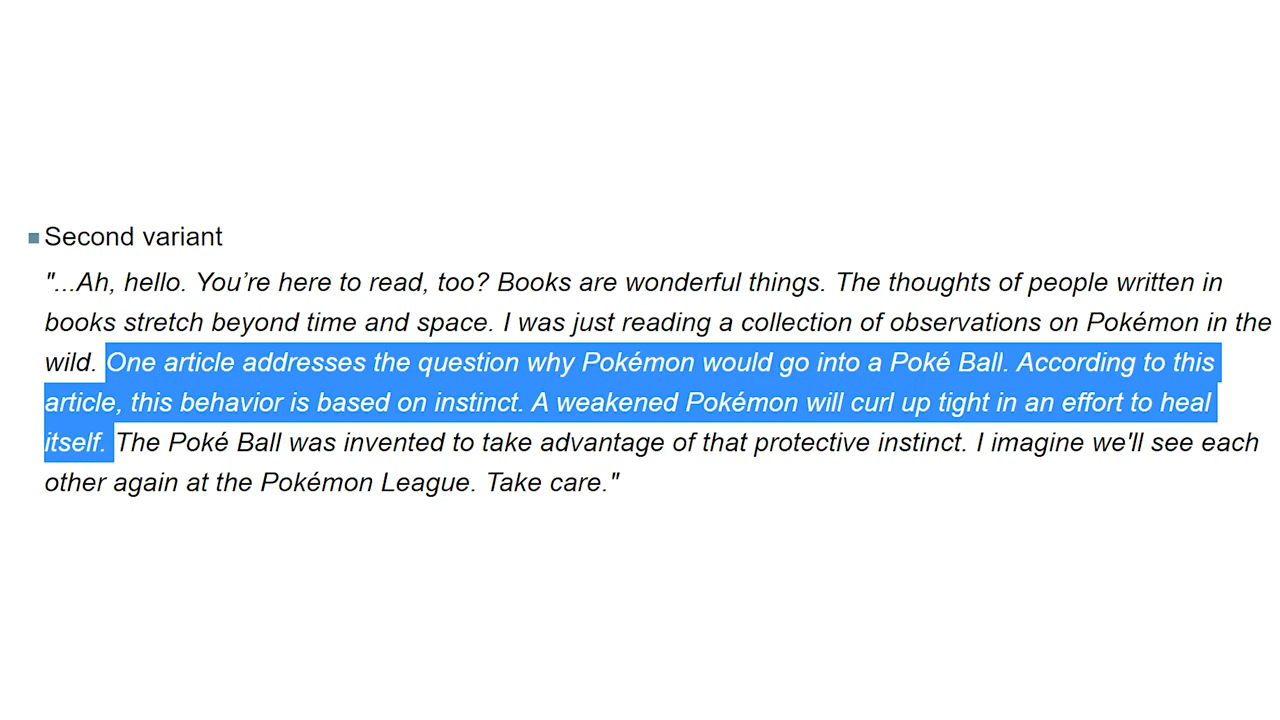 Second variant
"...Ah, hello. You’re here to read, too? Books are wonderful things. The thoughts of people written in
books stretch beyond time and space. I was just reading a collection of observations on Pokémon in the
wild. One article addresses the question why Pokémon would go into a Poké Ball. According to this
article, this behavior is based on instinct. A weakened Pokémon will curl up tight in an effort to heal
itself. The Poké Ball was invented to take advantage of that protective instinct. I imagine we'll see each
other again at the Pokémon League. Take care."